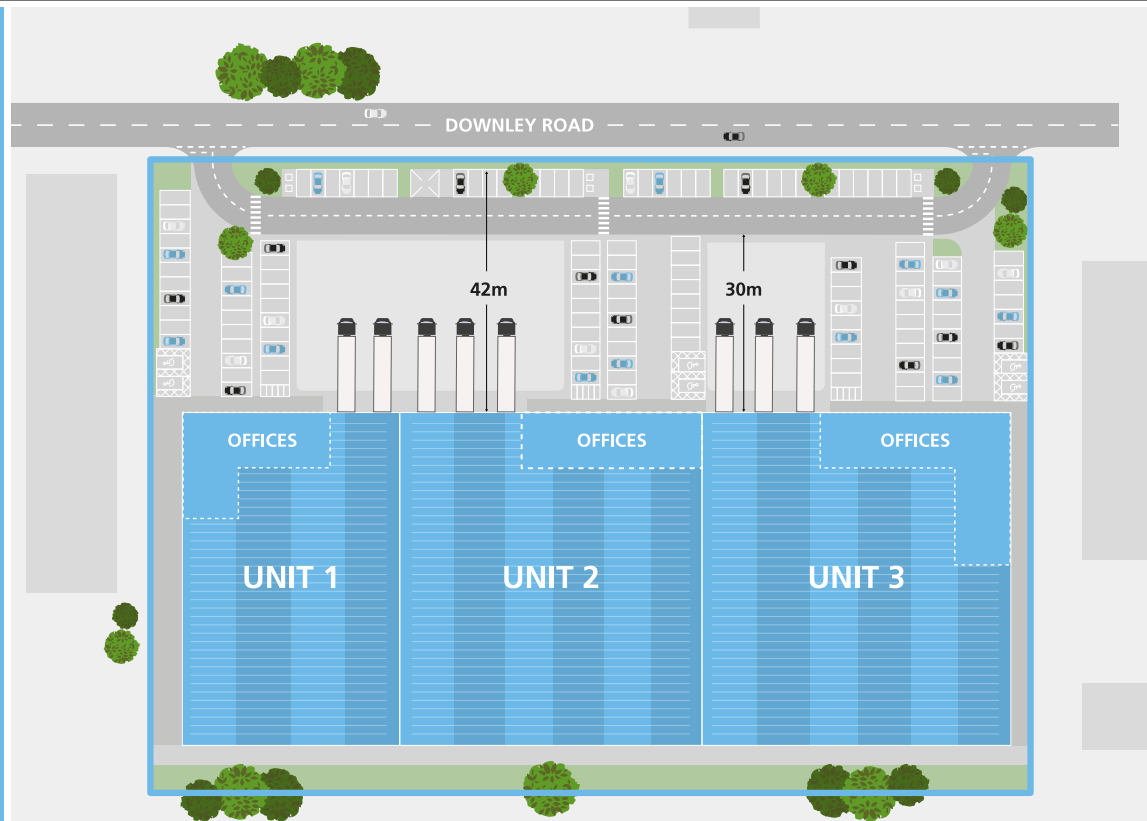 DOWNLEY ROAD
42m
30m
OFFICES
OFFICES
OFFICES
UNIT 1
UNIT 2
UNIT 3